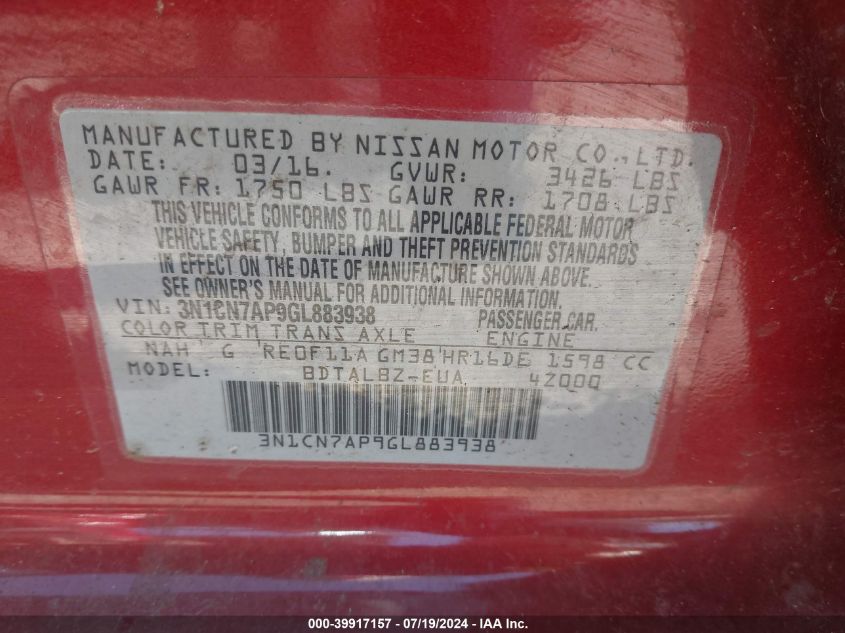 MANUFACTURED BY NISSAN MOTOR CO., LTD.
DATE: 03/16. GVWR: 3426 LBS
GAWR FR: 1750 LBS GAWR RR: 1708 LBS
THIS VEHICLE CONFORMS TO ALL APPLICABLE FEDERAL MOTOR
VEHICLE SAFETY, BUMPER AND THEFT PREVENTION STANDARDS
IN EFFECT ON THE DATE OF MANUFACTURE SHOWN ABOVE.
SEE OWNER'S MANUAL FOR ADDITIONAL INFORMATION.
VIN: 3N1CN7AP9GL883938 PASSENGER CAR.
COLOR TRIM TRANS AXLE ENGINE
NAH G RE0F11A GM38 HR16DE 1598 CC
MODEL: BDTALBZ-EUA 42000
3N1CN7AP9GL883938
000-39917157 - 07/19/2024 - IAA Inc.